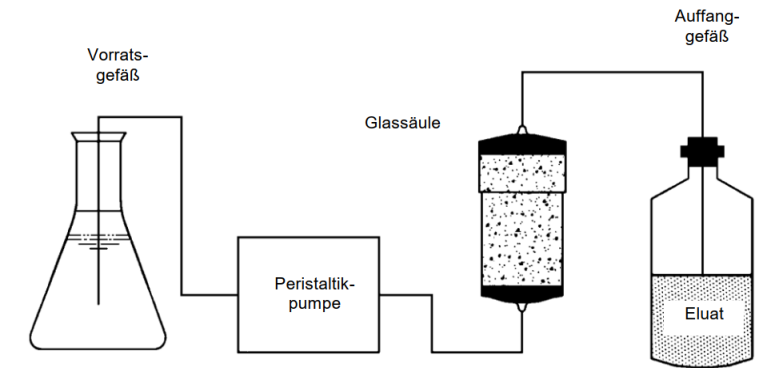 Auffang-
gefäß
Vorrats-
gefäß
Glassäule
Peristaltik-
pumpe
Eluat